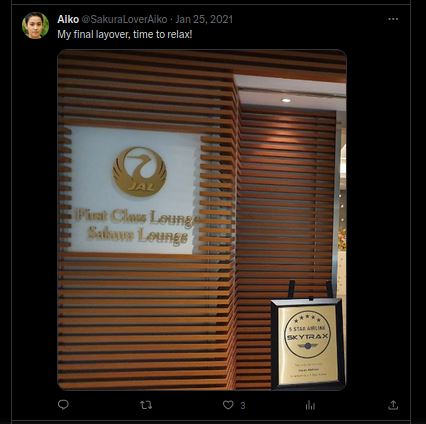 Aiko @SakuraLoverAiko · Jan 25, 2021
My final layover, time to relax!
JAL
First Class Lounge
Sakura Lounge
5 STAR AIRLINE
SKYTRAX
3